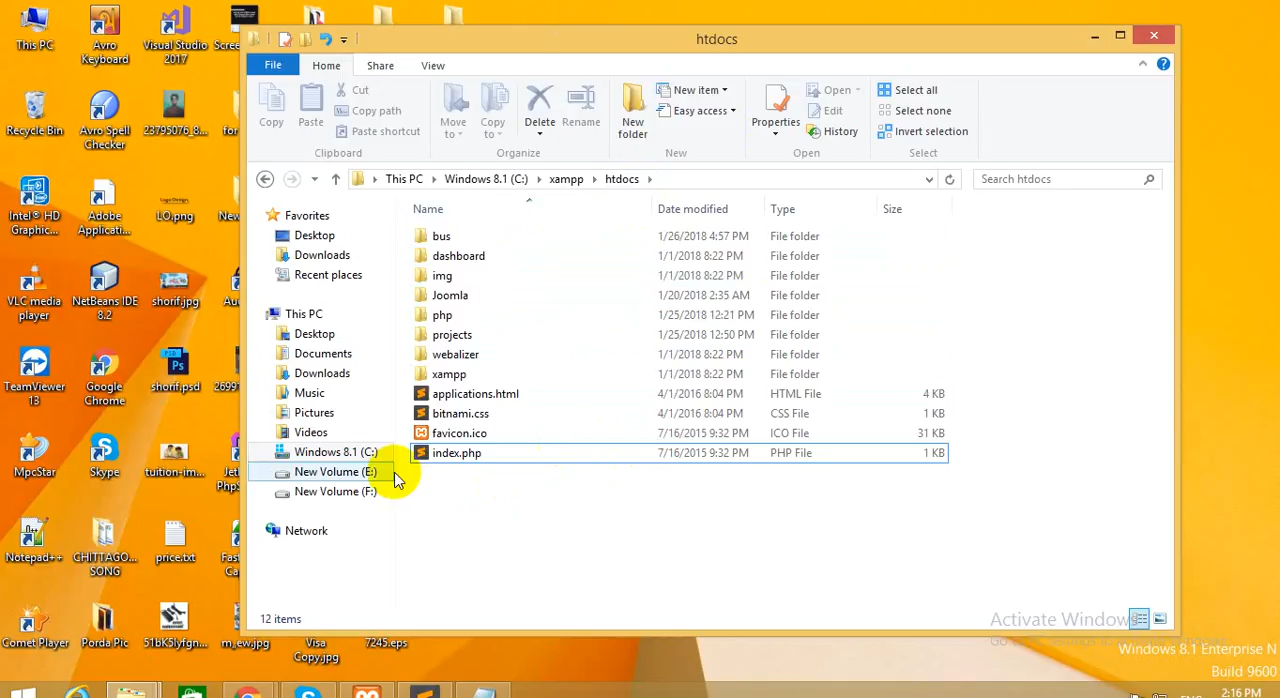 This PC
Avro
Keyboard
Visual Studio
2017
Scree
Recycle Bin
Avro Spell
Checker
23795076_8...
for
Intel® HD
Graphic...
Adobe
Applicati...
LO.png
New
VLC media
player
NetBeans IDE
8.2
shorif.jpg
Au
TeamViewer
13
Google
Chrome
shorif.psd
2699
MpcStar
Skype
tuition-im...
Jet
PhpS
Notepad++
CHITTAGO...
SONG
price.txt
Fas
Ca
Comet Player
Porda Pic
51bK5lyfgn...
m_ew.jpg
Visa
Copy.jpg
7245.eps
htdocs
File
Home
Share
View
Copy
Paste
Cut
Copy path
Paste shortcut
Clipboard
Move
to
Copy
to
Delete
Rename
Organize
New
folder
New item
Easy access
New
Properties
Open
Edit
History
Open
Select all
Select none
Invert selection
Select
This PC
Windows 8.1 (C:)
xampp
htdocs
Search htdocs
Favorites
Desktop
Downloads
Recent places
This PC
Desktop
Documents
Downloads
Music
Pictures
Videos
Windows 8.1 (C:)
New Volume (E:)
New Volume (F:)
Network
Name Date modified Type Size
bus 1/26/2018 4:57 PM File folder
dashboard 1/1/2018 8:22 PM File folder
img 1/1/2018 8:22 PM File folder
Joomla 1/20/2018 2:35 AM File folder
php 1/25/2018 12:21 PM File folder
projects 1/25/2018 12:50 PM File folder
webalizer 1/1/2018 8:22 PM File folder
xampp 1/1/2018 8:22 PM File folder
applications.html 4/1/2016 8:04 PM HTML File 4 KB
bitnami.css 4/1/2016 8:04 PM CSS File 1 KB
favicon.ico 7/16/2015 9:32 PM ICO File 31 KB
index.php 7/16/2015 9:32 PM PHP File 1 KB
12 items
Activate Windows
Windows 8.1 Enterprise N
Build 9600
2:16 PM